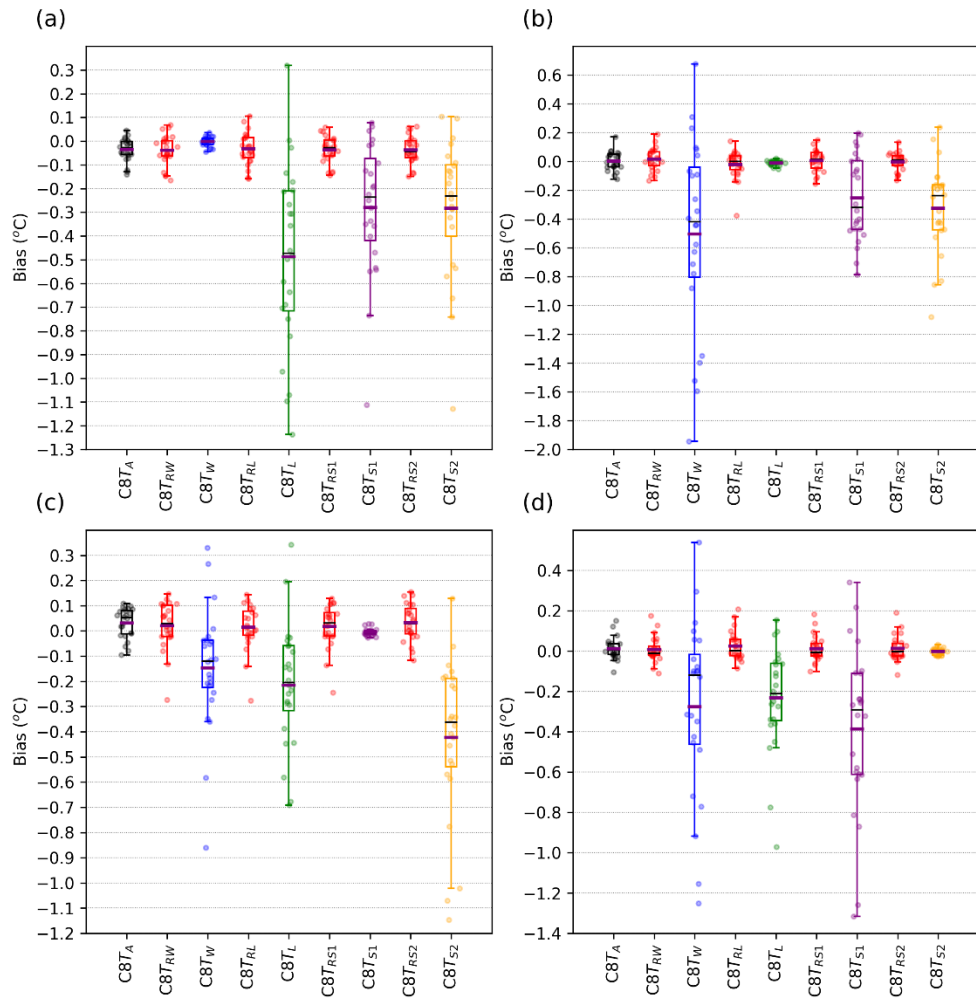 (a)
Bias (°C)
0.3
0.2
0.1
0.0
−0.1
−0.2
−0.3
−0.4
−0.5
−0.6
−0.7
−0.8
−0.9
−1.0
−1.1
−1.2
−1.3
C8T_A
C8T_RW
C8T_W
C8T_RL
C8T_L
C8T_RS1
C8T_S1
C8T_RS2
C8T_S2
(b)
Bias (°C)
0.6
0.4
0.2
0.0
−0.2
−0.4
−0.6
−0.8
−1.0
−1.2
−1.4
−1.6
−1.8
−2.0
C8T_A
C8T_RW
C8T_W
C8T_RL
C8T_L
C8T_RS1
C8T_S1
C8T_RS2
C8T_S2
(c)
Bias (°C)
0.3
0.2
0.1
0.0
−0.1
−0.2
−0.3
−0.4
−0.5
−0.6
−0.7
−0.8
−0.9
−1.0
−1.1
−1.2
C8T_A
C8T_RW
C8T_W
C8T_RL
C8T_L
C8T_RS1
C8T_S1
C8T_RS2
C8T_S2
(d)
Bias (°C)
0.4
0.2
0.0
−0.2
−0.4
−0.6
−0.8
−1.0
−1.2
−1.4
C8T_A
C8T_RW
C8T_W
C8T_RL
C8T_L
C8T_RS1
C8T_S1
C8T_RS2
C8T_S2